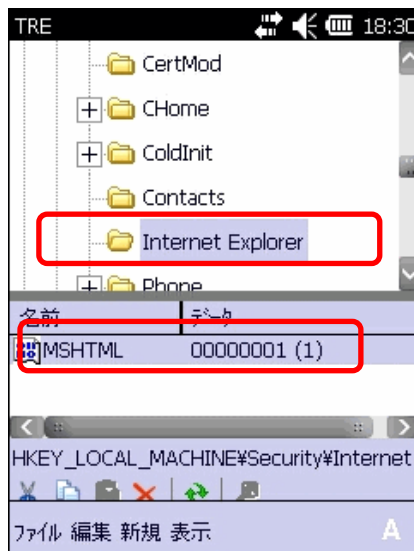 TRE 18:30
CertMod
CHome
ColdInit
Contacts
Internet Explorer
Phone
名前 データ
MSHTML 00000001 (1)
HKEY_LOCAL_MACHINE¥Security¥Internet
ファイル 編集 新規 表示 A